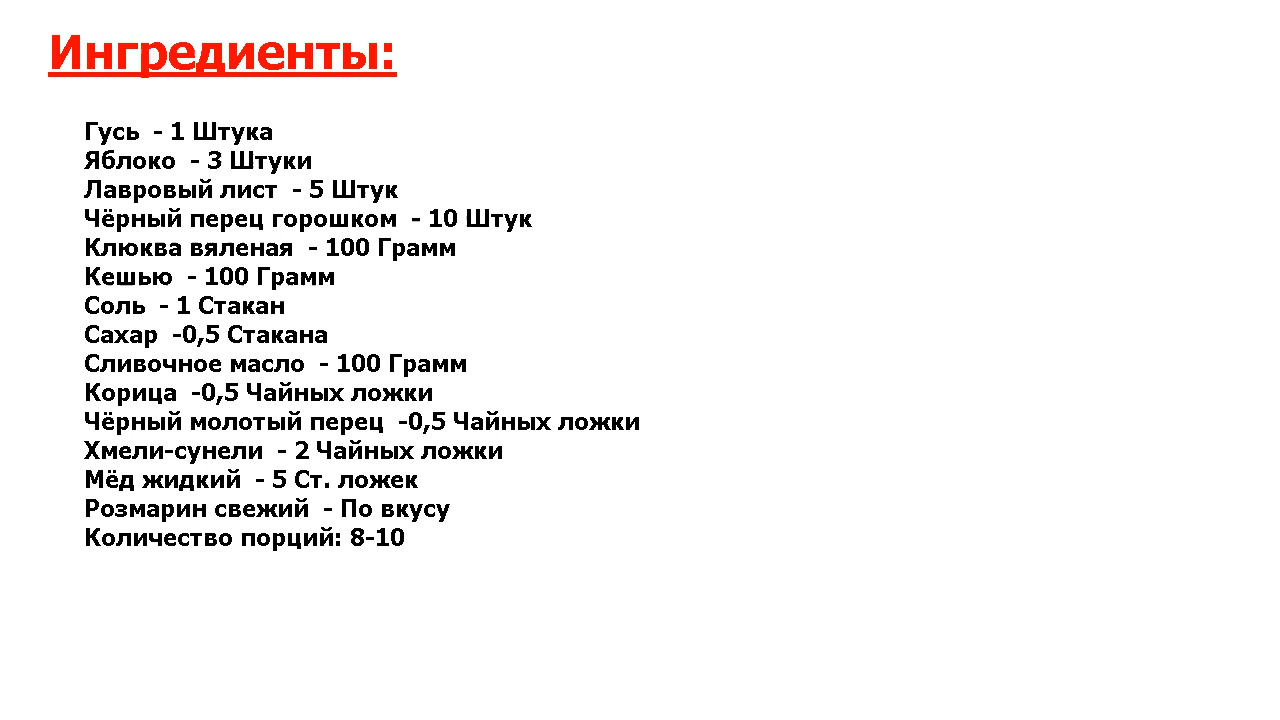 Ингредиенты:
Гусь - 1 Штука
Яблоко - 3 Штуки
Лавровый лист - 5 Штук
Чёрный перец горошком - 10 Штук
Клюква вяленая - 100 Грамм
Кешью - 100 Грамм
Соль - 1 Стакан
Сахар -0,5 Стакана
Сливочное масло - 100 Грамм
Корица -0,5 Чайных ложки
Чёрный молотый перец -0,5 Чайных ложки
Хмели-сунели - 2 Чайных ложки
Мёд жидкий - 5 Ст. ложек
Розмарин свежий - По вкусу
Количество порций: 8-10